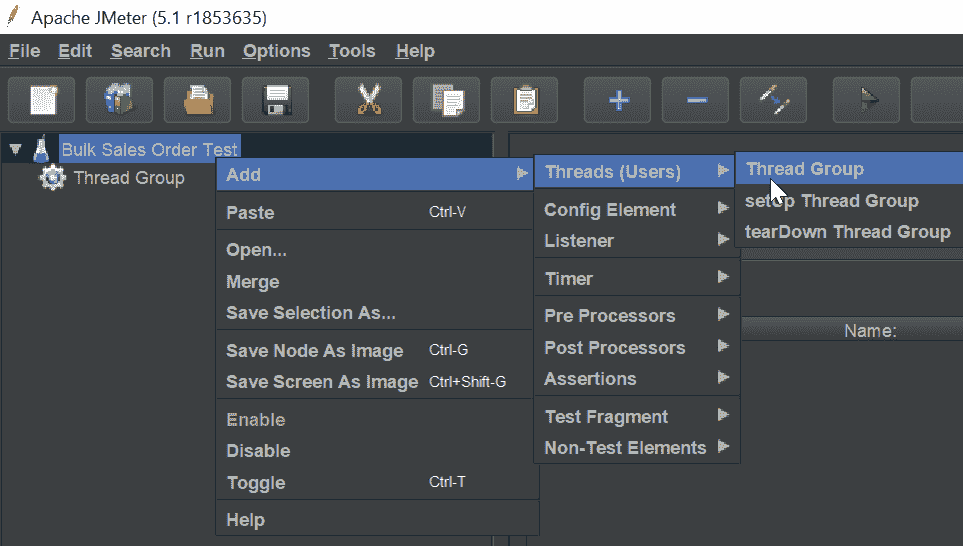 Apache JMeter (5.1 r1853635)
File Edit Search Run Options Tools Help
Bulk Sales Order Test
Thread Group
Add
Paste Ctrl-V
Open...
Merge
Save Selection As...
Save Node As Image Ctrl-G
Save Screen As Image Ctrl+Shift-G
Enable
Disable
Toggle Ctrl-T
Help
Threads (Users)
Config Element
Listener
Timer
Pre Processors
Post Processors
Assertions
Test Fragment
Non-Test Elements
Thread Group
setUp Thread Group
tearDown Thread Group
Name: